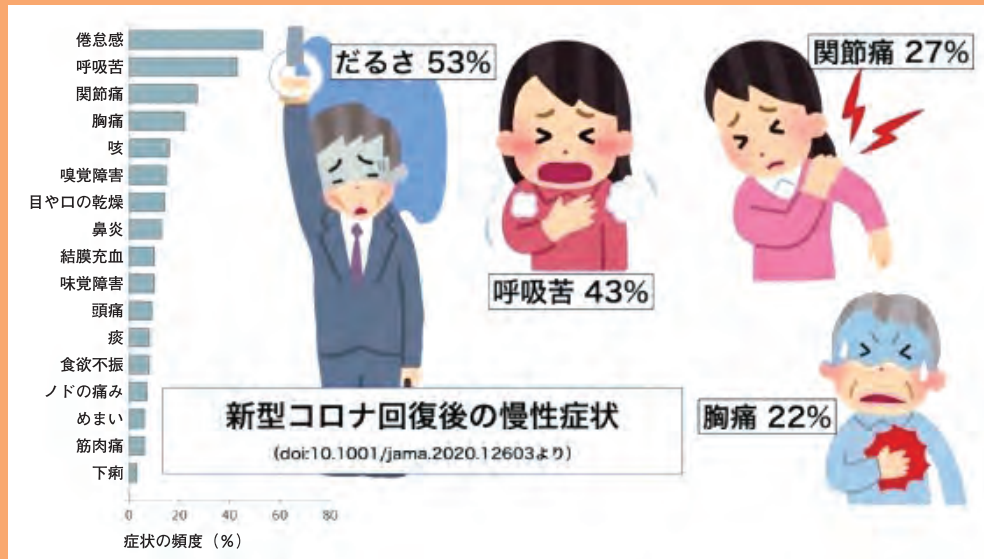 倦怠感
呼吸苦
関節痛
胸痛
咳
嗅覚障害
目や口の乾燥
鼻炎
結膜充血
味覚障害
頭痛
痰
食欲不振
ノドの痛み
めまい
筋肉痛
下痢
0 20 40 60 80
症状の頻度（%）
だるさ 53%
呼吸苦 43%
関節痛 27%
胸痛 22%
新型コロナ回復後の慢性症状
(doi:10.1001/jama.2020.12603より)